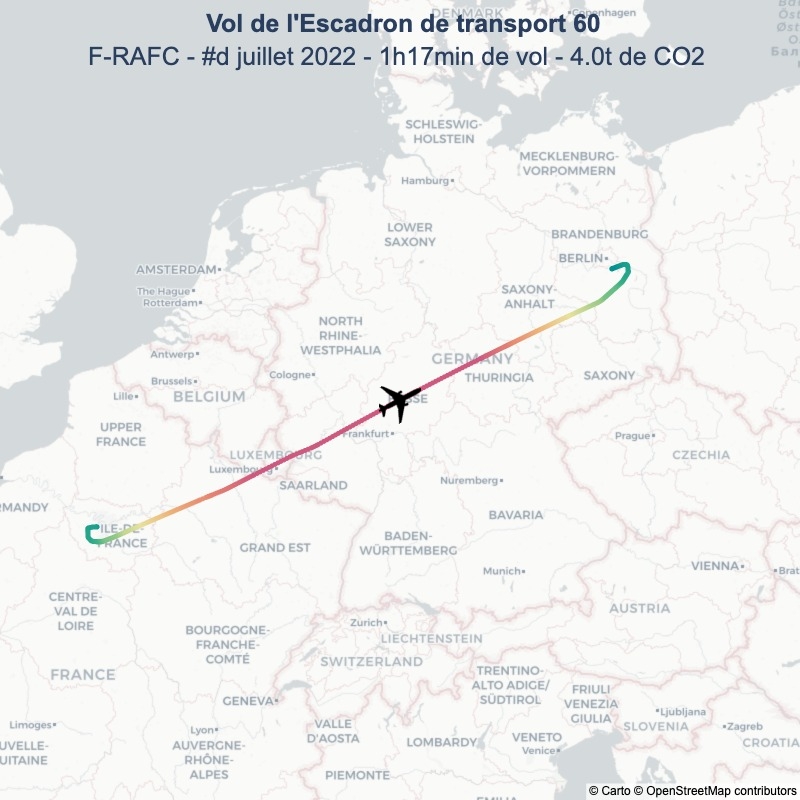 Vol de l'Escadron de transport 60
F-RAFC - #d juillet 2022 - 1h17min de vol - 4.0t de CO2
DENMARK
Copenhagen
SCHLESWIG-
HOLSTEIN
MECKLENBURG-
VORPOMMERN
Hamburg
LOWER
SAXONY
BRANDENBURG
BERLIN
AMSTERDAM
The Hague
Rotterdam
SAXONY-
ANHALT
NORTH
RHINE-
WESTPHALIA
Antwerp
GERMANY
Brussels
Cologne
THURINGIA
SAXONY
Lille
BELGIUM
UPPER
FRANCE
Frankfurt
Prague
LUXEMBOURG
Luxembourg
CZECHIA
SAARLAND
Nuremberg
RMANDY
BAVARIA
ILE-DE-
FRANCE
GRAND EST
BADEN-
WÜRTTEMBERG
Munich
VIENNA
Brat
CENTRE-
VAL DE
LOIRE
AUSTRIA
BOURGOGNE-
FRANCHE-
COMTÉ
Zurich
LIECHTENSTEIN
SWITZERLAND
FRANCE
TRENTINO-
ALTO ADIGE/
SÜDTIROL
GENEVA
FRIULI
VENEZIA
GIULIA
Ljubljana
SLOVENIA
Zagreb
Limoges
Lyon
VALLE
D'AOSTA
LOMBARDY
VENETO
Venice
CROATIA
UVELLE-
UITAINE
AUVERGNE-
RHÔNE-
ALPES
PIEMONTE
© Carto © OpenStreetMap contributors